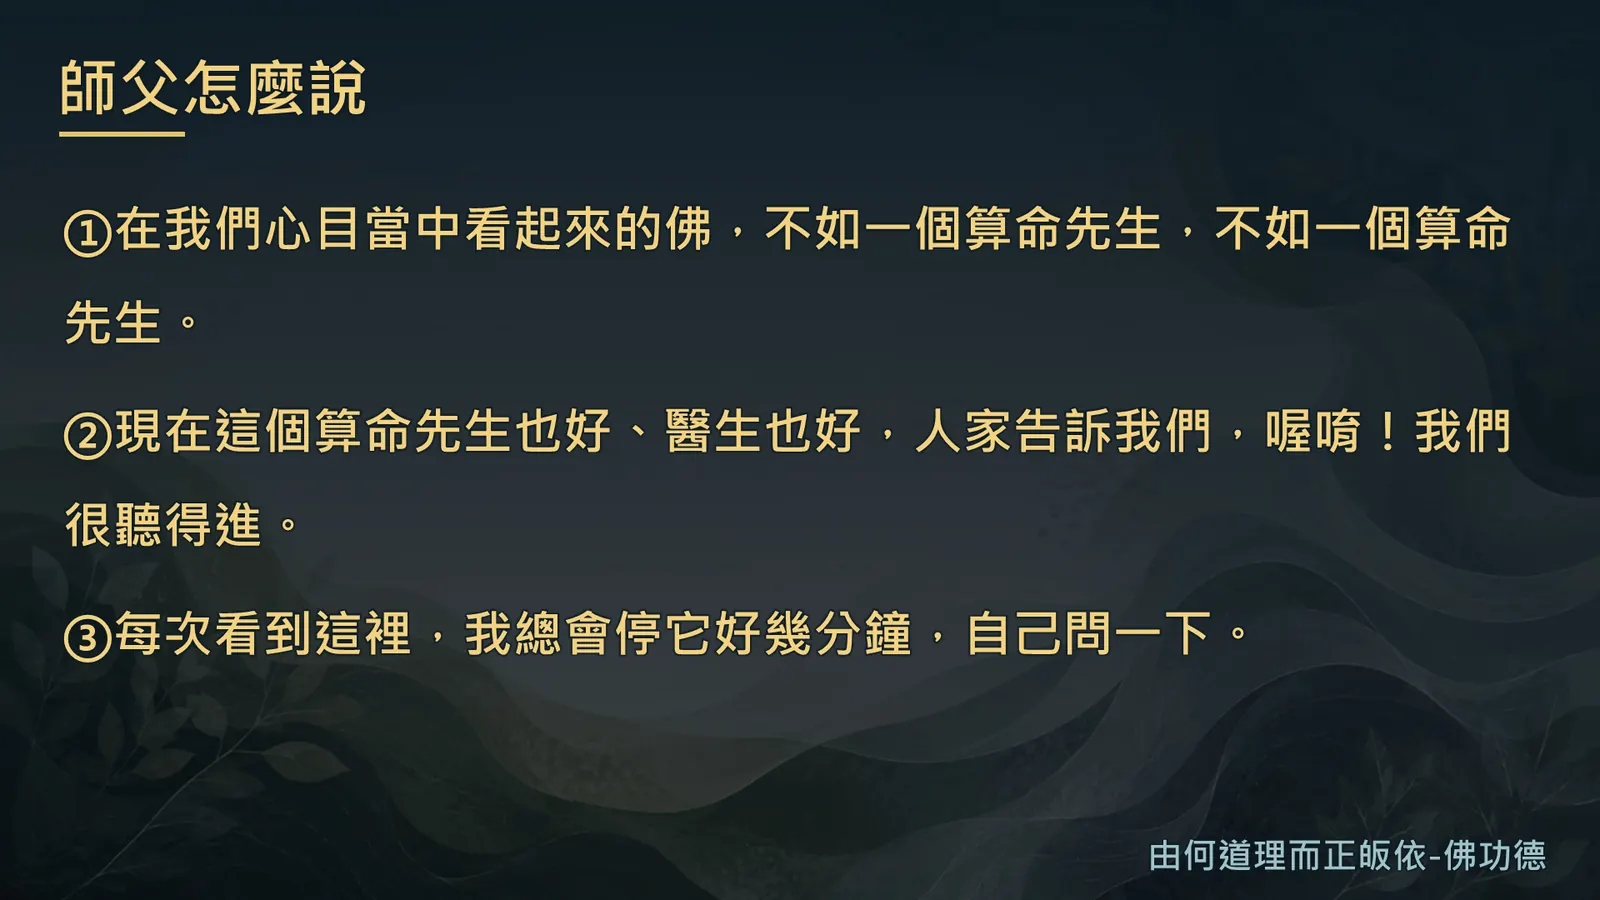 師父怎麼說
①在我們心目當中看起來的佛，不如一個算命先生，不如一個算命
先生。
②現在這個算命先生也好、醫生也好，人家告訴我們，喔唷！我們
很聽得進。
③每次看到這裡，我總會停它好幾分鐘，自己問一下。
由何道理而正皈依-佛功德